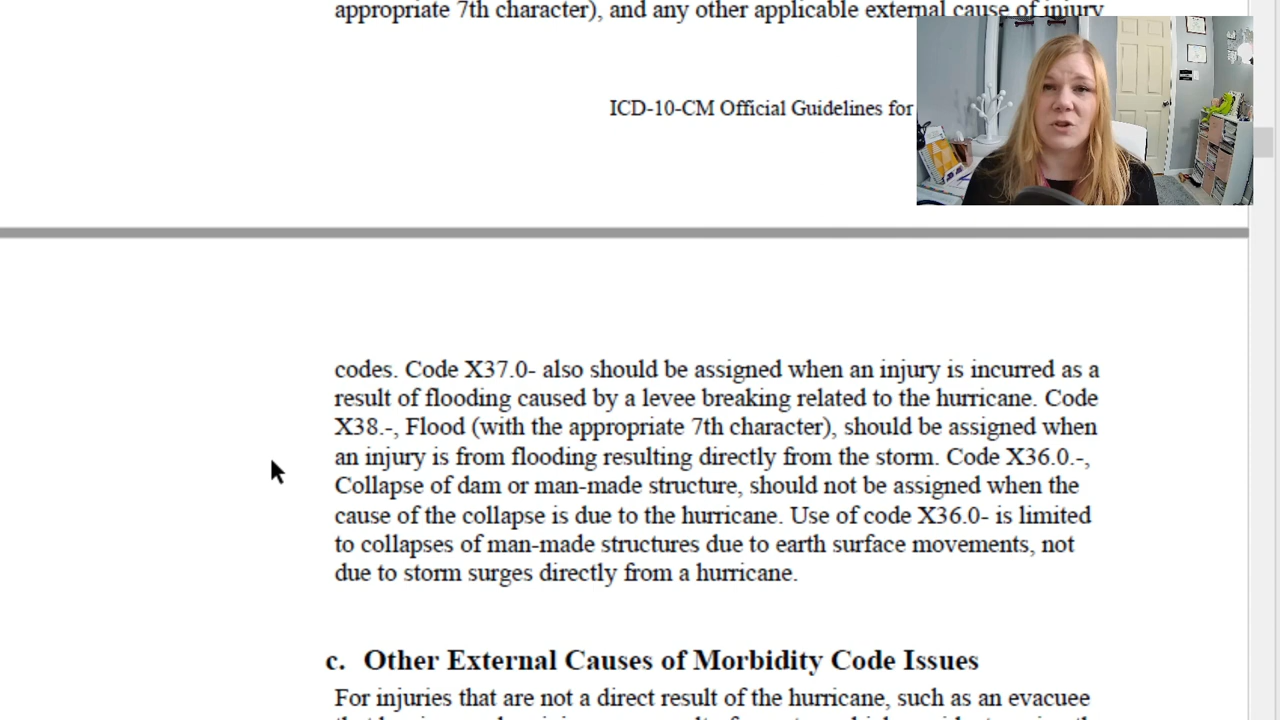 appropriate 7th character), and any other applicable external cause of injury
ICD-10-CM Official Guidelines for
codes. Code X37.0- also should be assigned when an injury is incurred as a
result of flooding caused by a levee breaking related to the hurricane. Code
X38.-, Flood (with the appropriate 7th character), should be assigned when
an injury is from flooding resulting directly from the storm. Code X36.0.-,
Collapse of dam or man-made structure, should not be assigned when the
cause of the collapse is due to the hurricane. Use of code X36.0- is limited
to collapses of man-made structures due to earth surface movements, not
due to storm surges directly from a hurricane.
c. Other External Causes of Morbidity Code Issues
For injuries that are not a direct result of the hurricane, such as an evacuee